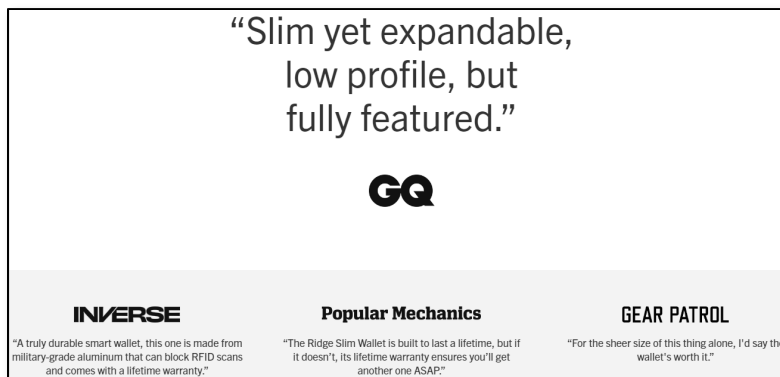 “Slim yet expandable,
low profile, but
fully featured.”
GQ
INVERSE
“A truly durable smart wallet, this one is made from
military-grade aluminum that can block RFID scans
and comes with a lifetime warranty.”
Popular Mechanics
“The Ridge Slim Wallet is built to last a lifetime, but if
it doesn’t, its lifetime warranty ensures you’ll get
another one ASAP.”
GEAR PATROL
“For the sheer size of this thing alone, I’d say the
wallet’s worth it.”